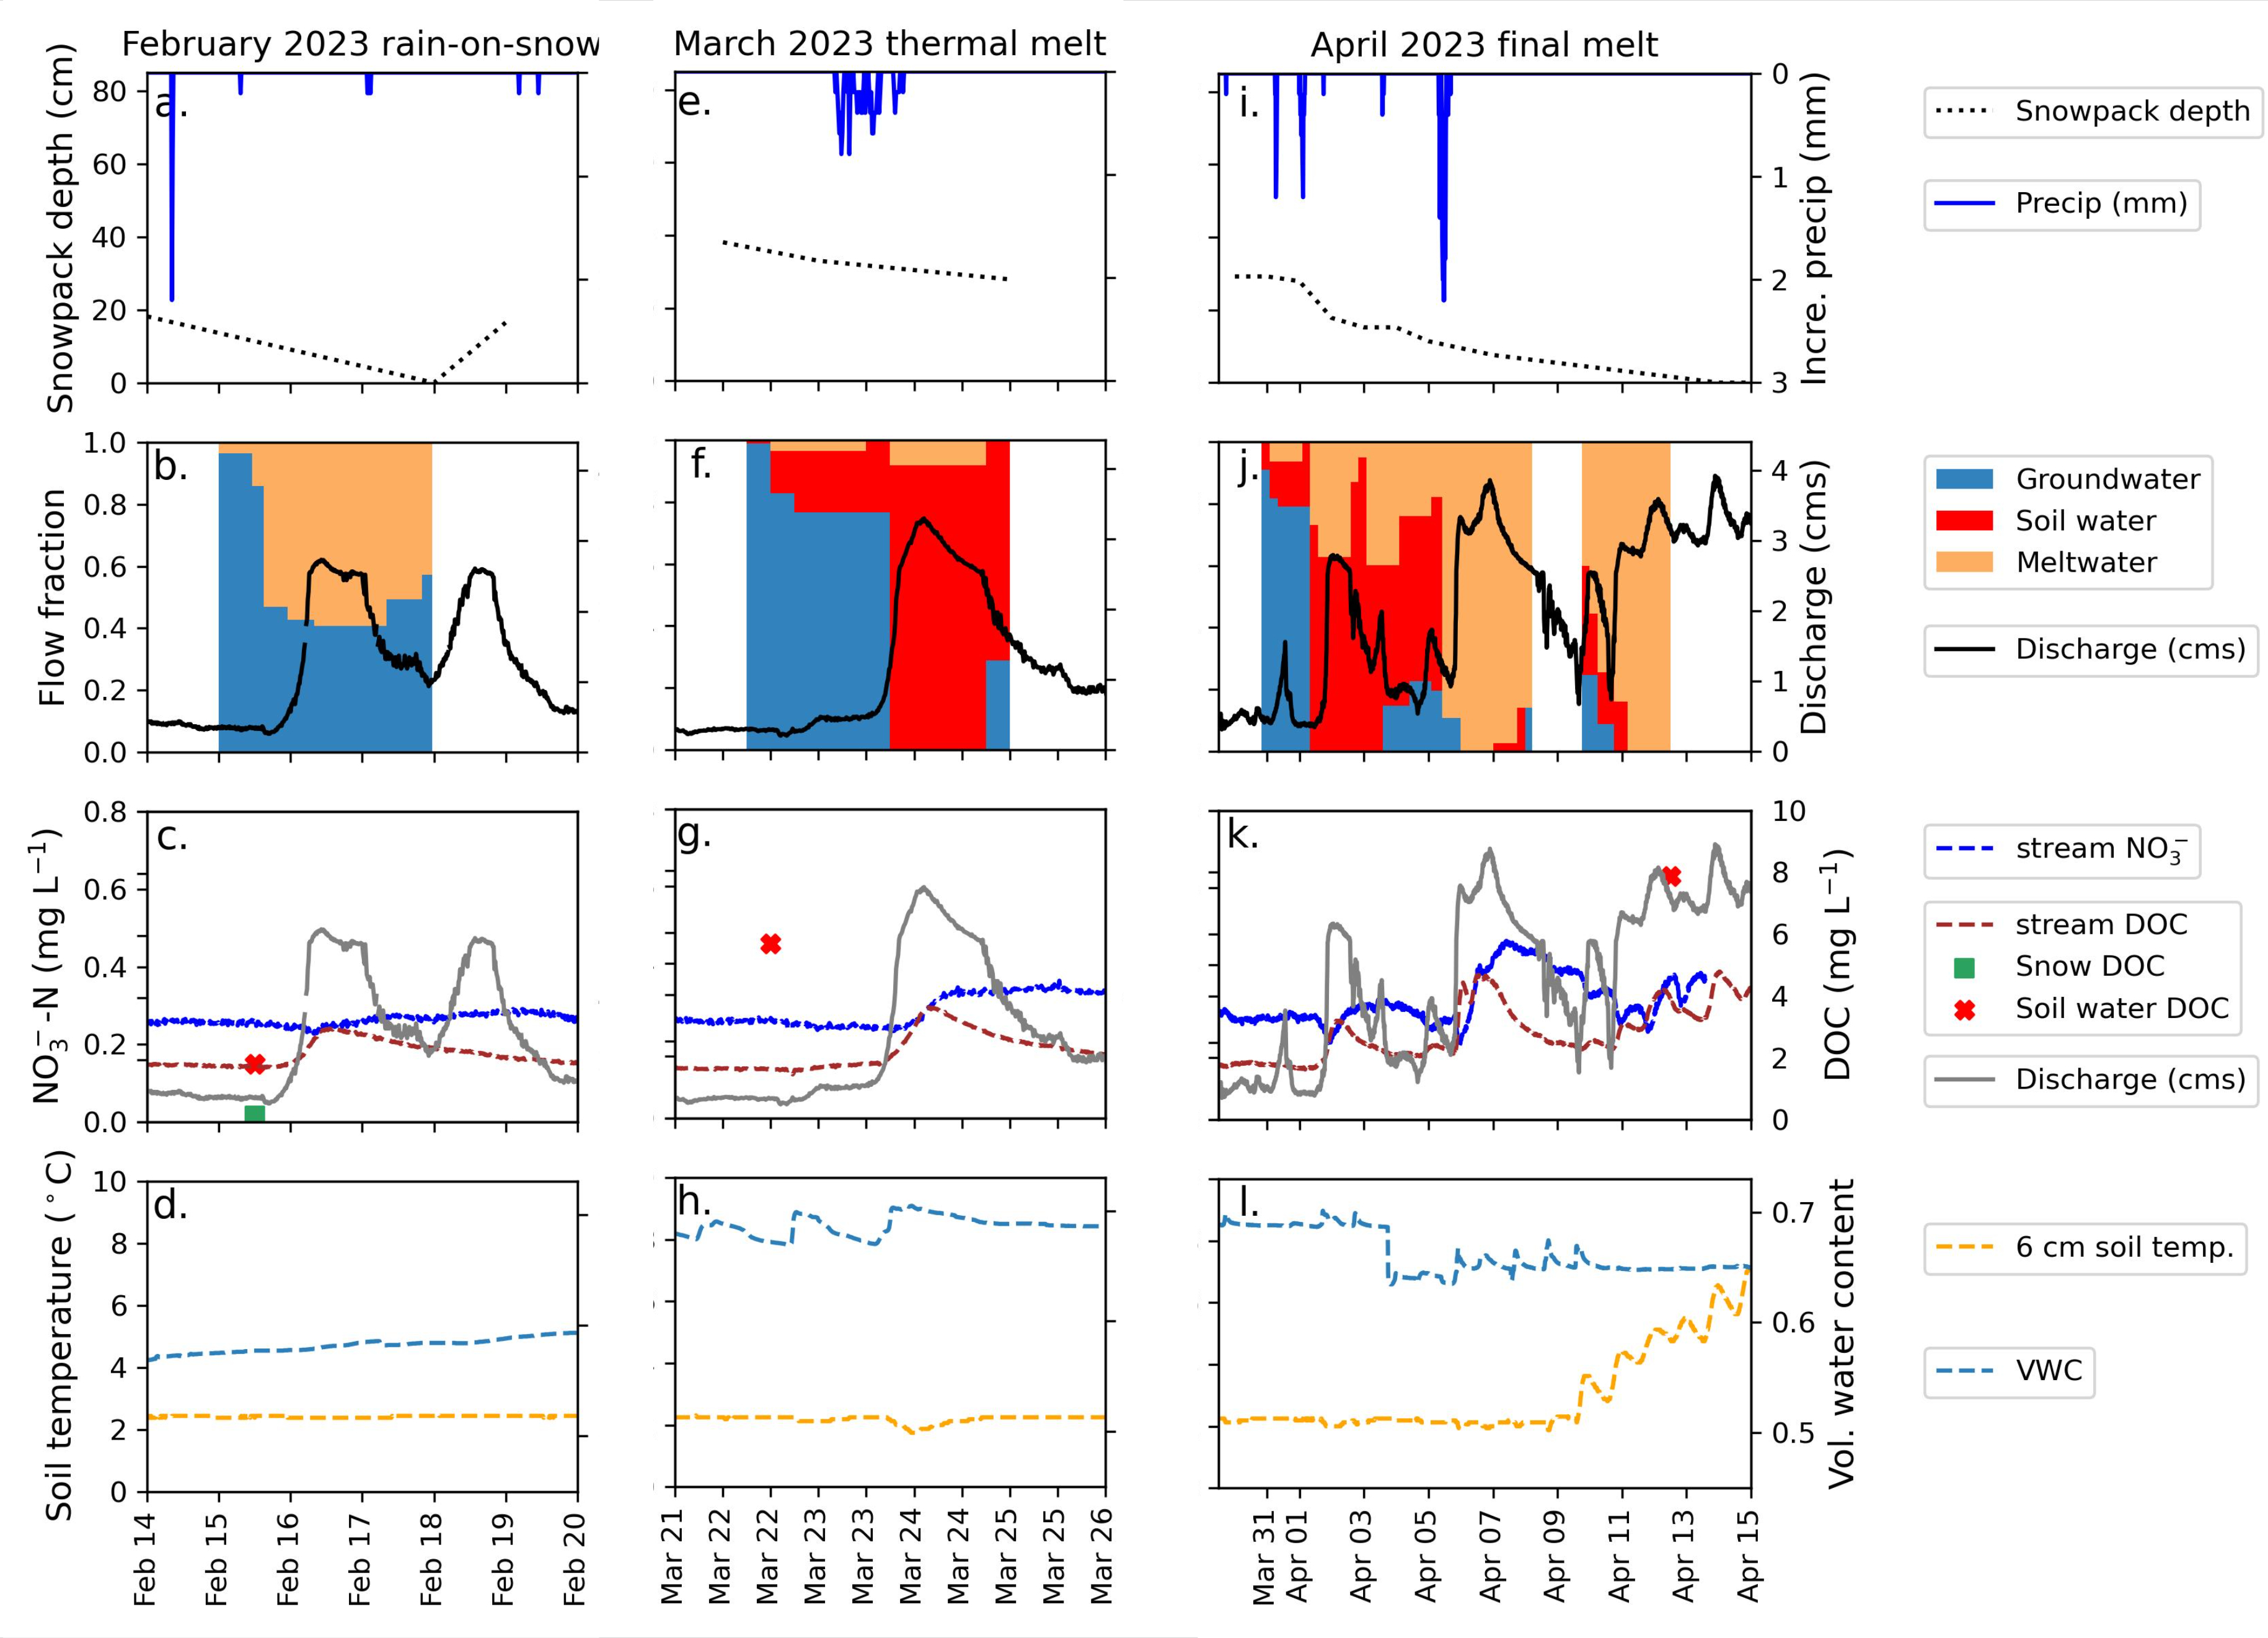 February 2023 rain-on-snow
March 2023 thermal melt
April 2023 final melt
Snowpack depth (cm)
80
60
40
20
0
a.
e.
i.
0
1
2
3
Incre. precip (mm)
Snowpack depth
Precip (mm)
Flow fraction
1.0
0.8
0.6
0.4
0.2
0.0
b.
f.
j.
4
3
2
1
0
Discharge (cms)
Groundwater
Soil water
Meltwater
Discharge (cms)
NO₃⁻ -N (mg L⁻¹)
0.8
0.6
0.4
0.2
0.0
c.
g.
k.
10
8
6
4
2
0
DOC (mg L⁻¹)
stream NO₃⁻
stream DOC
Snow DOC
Soil water DOC
Discharge (cms)
Soil temperature (°C)
10
8
6
4
2
0
d.
h.
l.
0.7
0.6
0.5
Vol. water content
6 cm soil temp.
VWC
Feb 14
Feb 15
Feb 16
Feb 17
Feb 18
Feb 19
Feb 20
Mar 21
Mar 22
Mar 22
Mar 23
Mar 23
Mar 24
Mar 24
Mar 25
Mar 25
Mar 26
Mar 31
Apr 01
Apr 03
Apr 05
Apr 07
Apr 09
Apr 11
Apr 13
Apr 15